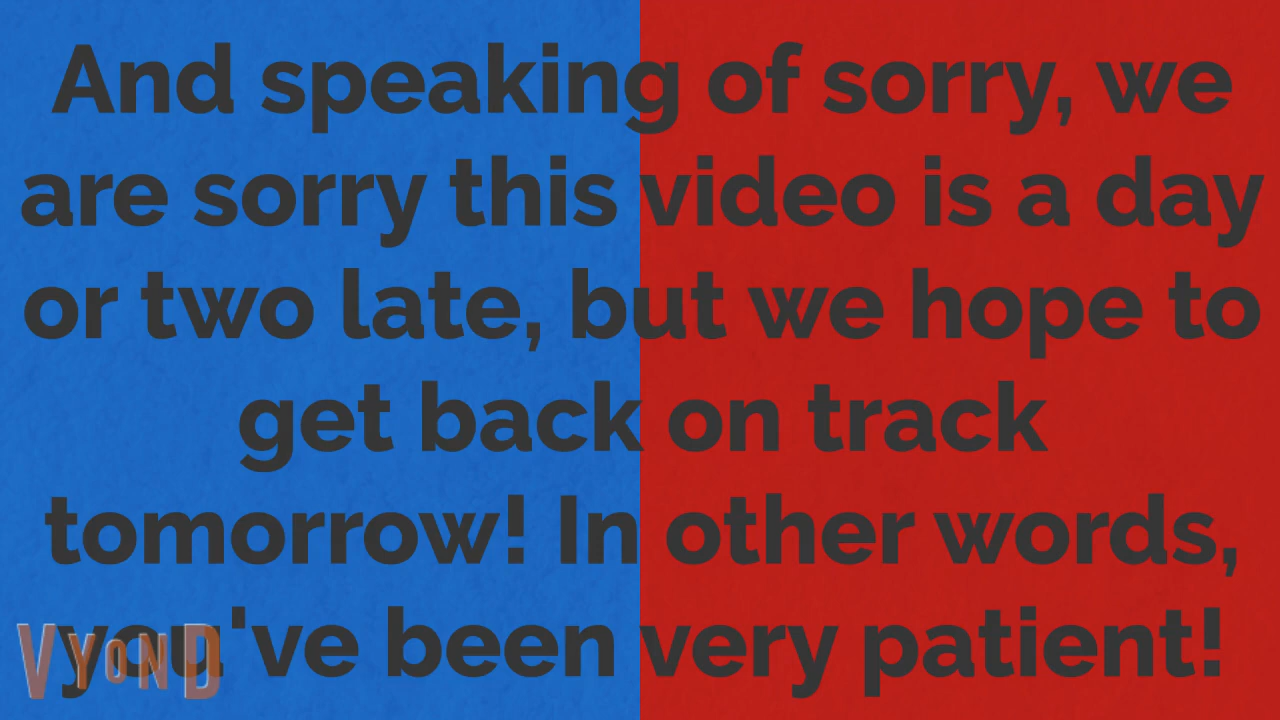 And speaking of sorry, we
are sorry this video is a day
or two late, but we hope to
get back on track
tomorrow! In other words,
you've been very patient!
VYOND